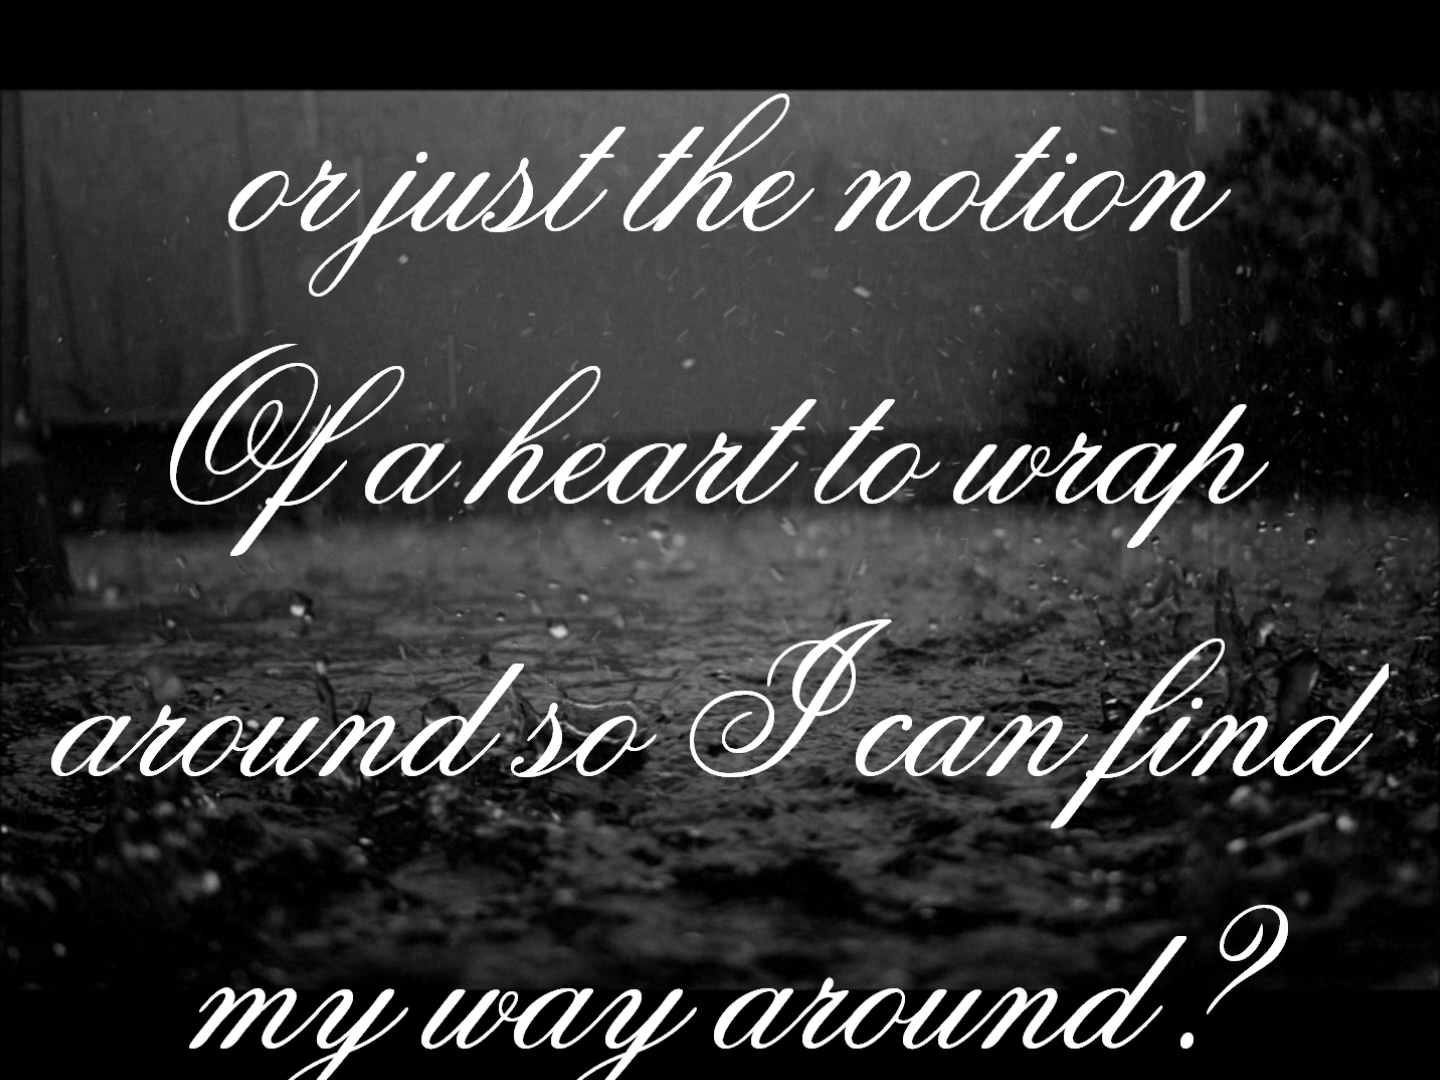 or just the notion
Of a heart to wrap
around so I can find
my way around?